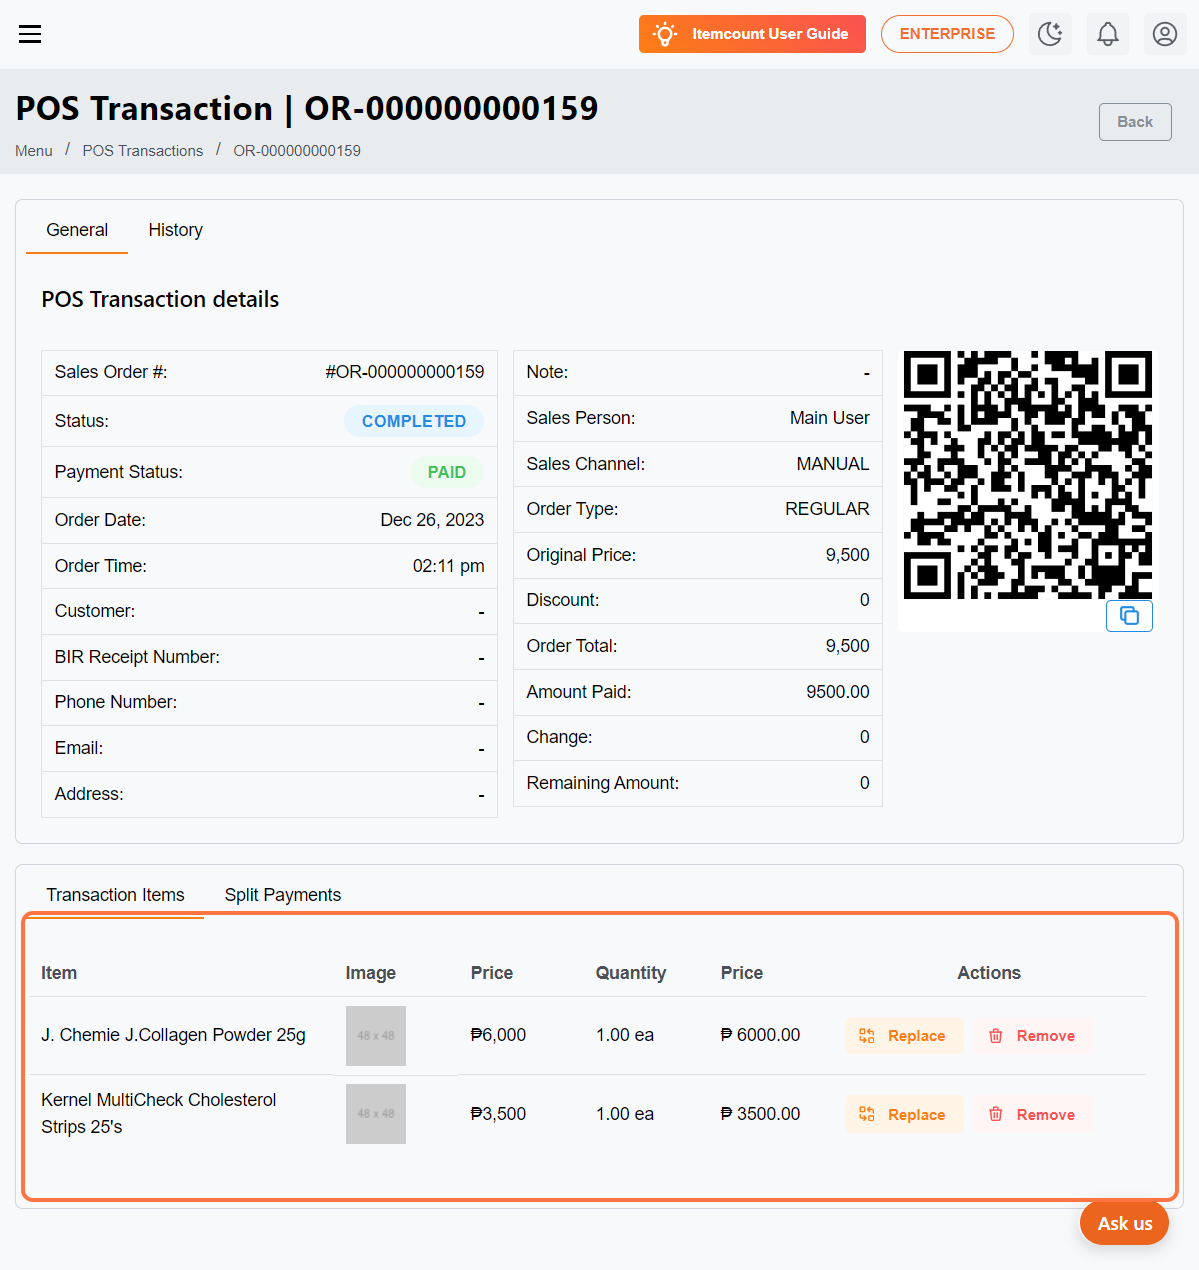 Itemcount User Guide
ENTERPRISE
POS Transaction | OR-000000000159
Back
Menu / POS Transactions / OR-000000000159
General History
POS Transaction details
Sales Order #: #OR-000000000159
Status: COMPLETED
Payment Status: PAID
Order Date: Dec 26, 2023
Order Time: 02:11 pm
Customer: -
BIR Receipt Number: -
Phone Number: -
Email: -
Address: -
Note: -
Sales Person: Main User
Sales Channel: MANUAL
Order Type: REGULAR
Original Price: 9,500
Discount: 0
Order Total: 9,500
Amount Paid: 9500.00
Change: 0
Remaining Amount: 0
Transaction Items Split Payments
Item Image Price Quantity Price Actions
J. Chemie J.Collagen Powder 25g 48 x 48 ₱6,000 1.00 ea ₱ 6000.00 Replace Remove
Kernel MultiCheck Cholesterol
Strips 25's 48 x 48 ₱3,500 1.00 ea ₱ 3500.00 Replace Remove
Ask us